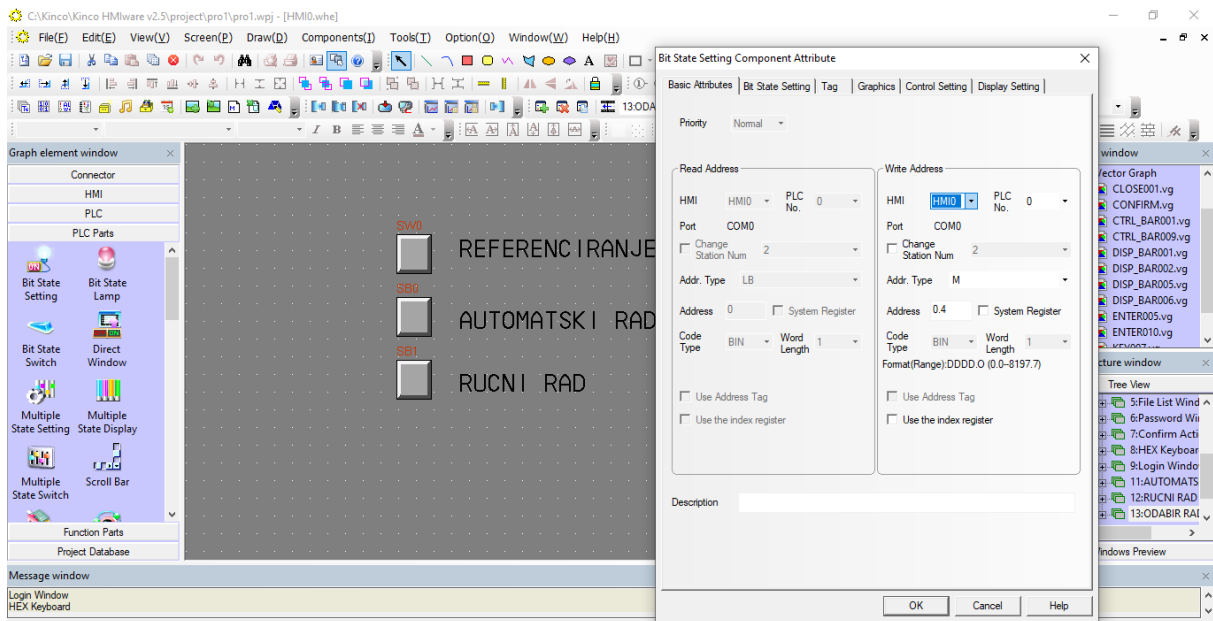 C:\Kinco\Kinco HMIware v2.5\project\pro1\pro1.wpj - [HMI0.whe]
File(F) Edit(E) View(V) Screen(P) Draw(D) Components(I) Tools(T) Option(O) Window(W) Help(H)
13:ODA
Graph element window
Connector
HMI
PLC
PLC Parts
Bit State Setting
Bit State Lamp
Bit State Switch
Direct Window
Multiple State Setting
Multiple State Display
Multiple State Switch
Scroll Bar
Function Parts
Project Database
SW0
REFERENCIRANJE
SB0
AUTOMATSKI RAD
SB1
RUCNI RAD
Bit State Setting Component Attribute
Basic Attributes Bit State Setting Tag Graphics Control Setting Display Setting
Priority Normal
Read Address
HMI HMI0 PLC No. 0
Port COM0
Change Station Num 2
Addr. Type LB
Address 0 System Register
Code Type BIN Word Length 1
Use Address Tag
Use the index register
Write Address
HMI HMI0 PLC No. 0
Port COM0
Change Station Num 2
Addr. Type M
Address 0.4 System Register
Code Type BIN Word Length 1
Format(Range):DDDD.O (0.0--8197.7)
Use Address Tag
Use the index register
Description
OK Cancel Help
window
Vector Graph
CLOSE001.vg
CONFIRM.vg
CTRL_BAR001.vg
CTRL_BAR009.vg
DISP_BAR001.vg
DISP_BAR002.vg
DISP_BAR005.vg
DISP_BAR006.vg
ENTER005.vg
ENTER010.vg
cture window
Tree View
5:File List Wind
6:Password Wi
7:Confirm Acti
8:HEX Keyboar
9:Login Windo
11:AUTOMATS
12:RUCNI RAD
13:ODABIR RA
Windows Preview
Message window
Login Window
HEX Keyboard